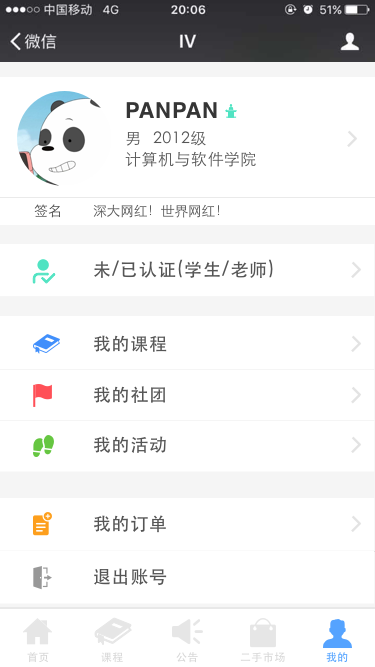 中国移动 4G 20:06 51%
微信 IV
PANPAN
男 2012级
计算机与软件学院
签名 深大网红！世界网红！
未/已认证(学生/老师)
我的课程
我的社团
我的活动
我的订单
退出账号
首页 课程 公告 二手市场 我的